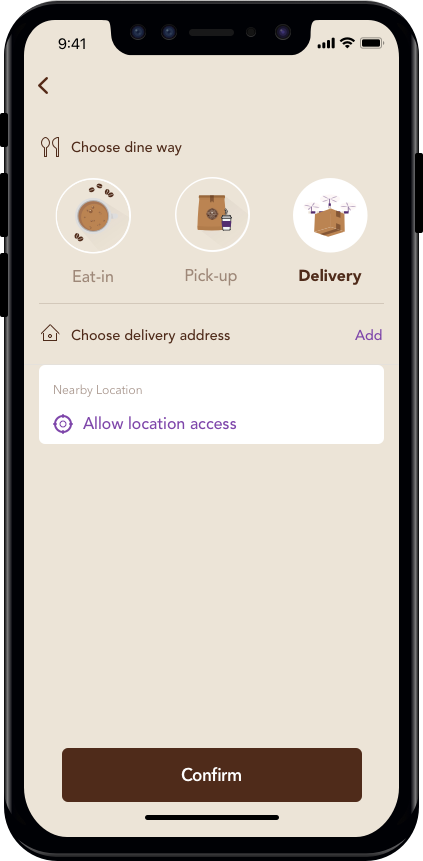 9:41
Choose dine way
Eat-in
Pick-up
Delivery
Choose delivery address
Add
Nearby Location
Allow location access
Confirm